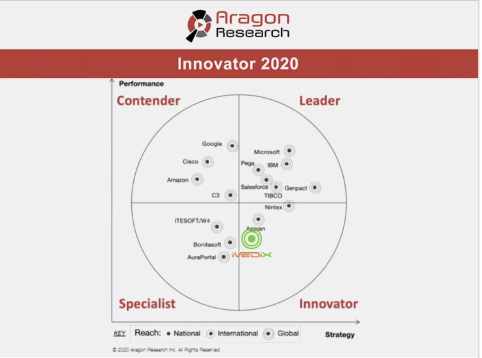 Aragon
Research
Innovator 2020
Performance
Contender
Leader
Google
Microsoft
Cisco
Pega
IBM
Amazon
Salesforce
Genpact
C3
TIBCO
Nintex
ITESOFT/W4
Appian
Bonitasoft
iMEDiX
AuraPortal
Specialist
Innovator
KEY Reach: National International Global
Strategy
© 2020 Aragon Research Inc. All Rights Reserved